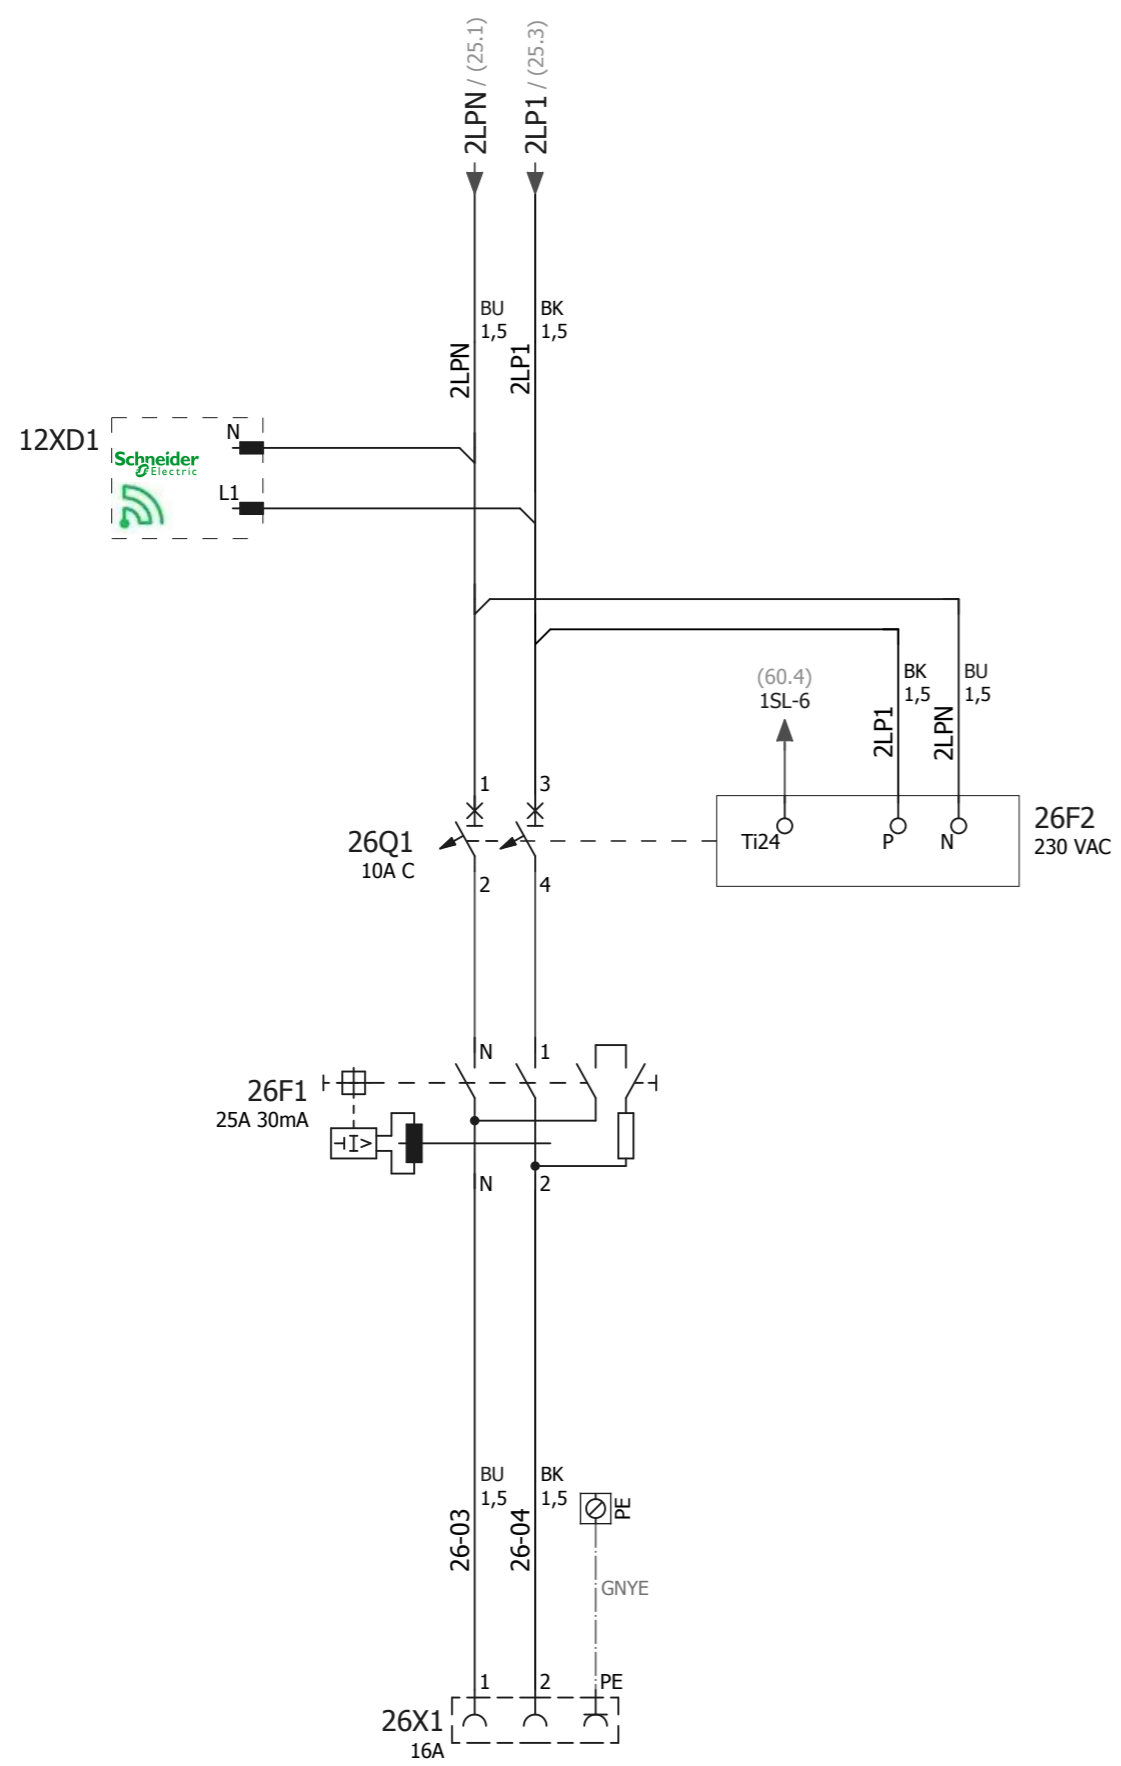 2LPN / (25.1)
2LP1 / (25.3)
BU
1,5
BK
1,5
2LPN
2LP1
12XD1
N
Schneider
Electric
L1
(60.4)
1SL-6
BK
1,5
BU
1,5
2LP1
2LPN
1
3
26Q1
10A C
2
4
Ti24
P
N
26F2
230 VAC
N
1
26F1
25A 30mA
I>
N
2
BU
1,5
BK
1,5
26-03
26-04
PE
GNYE
1
2
PE
26X1
16A